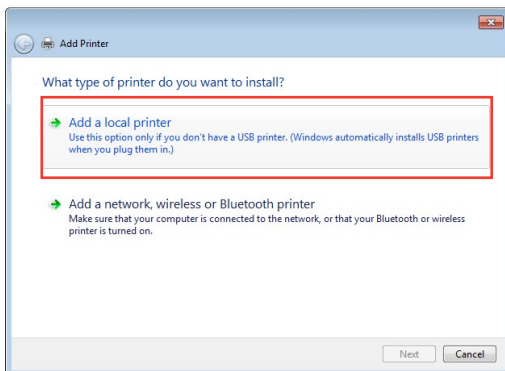 Add Printer
What type of printer do you want to install?
Add a local printer
Use this option only if you don't have a USB printer. (Windows automatically installs USB printers
when you plug them in.)
Add a network, wireless or Bluetooth printer
Make sure that your computer is connected to the network, or that your Bluetooth or wireless
printer is turned on.
Next Cancel